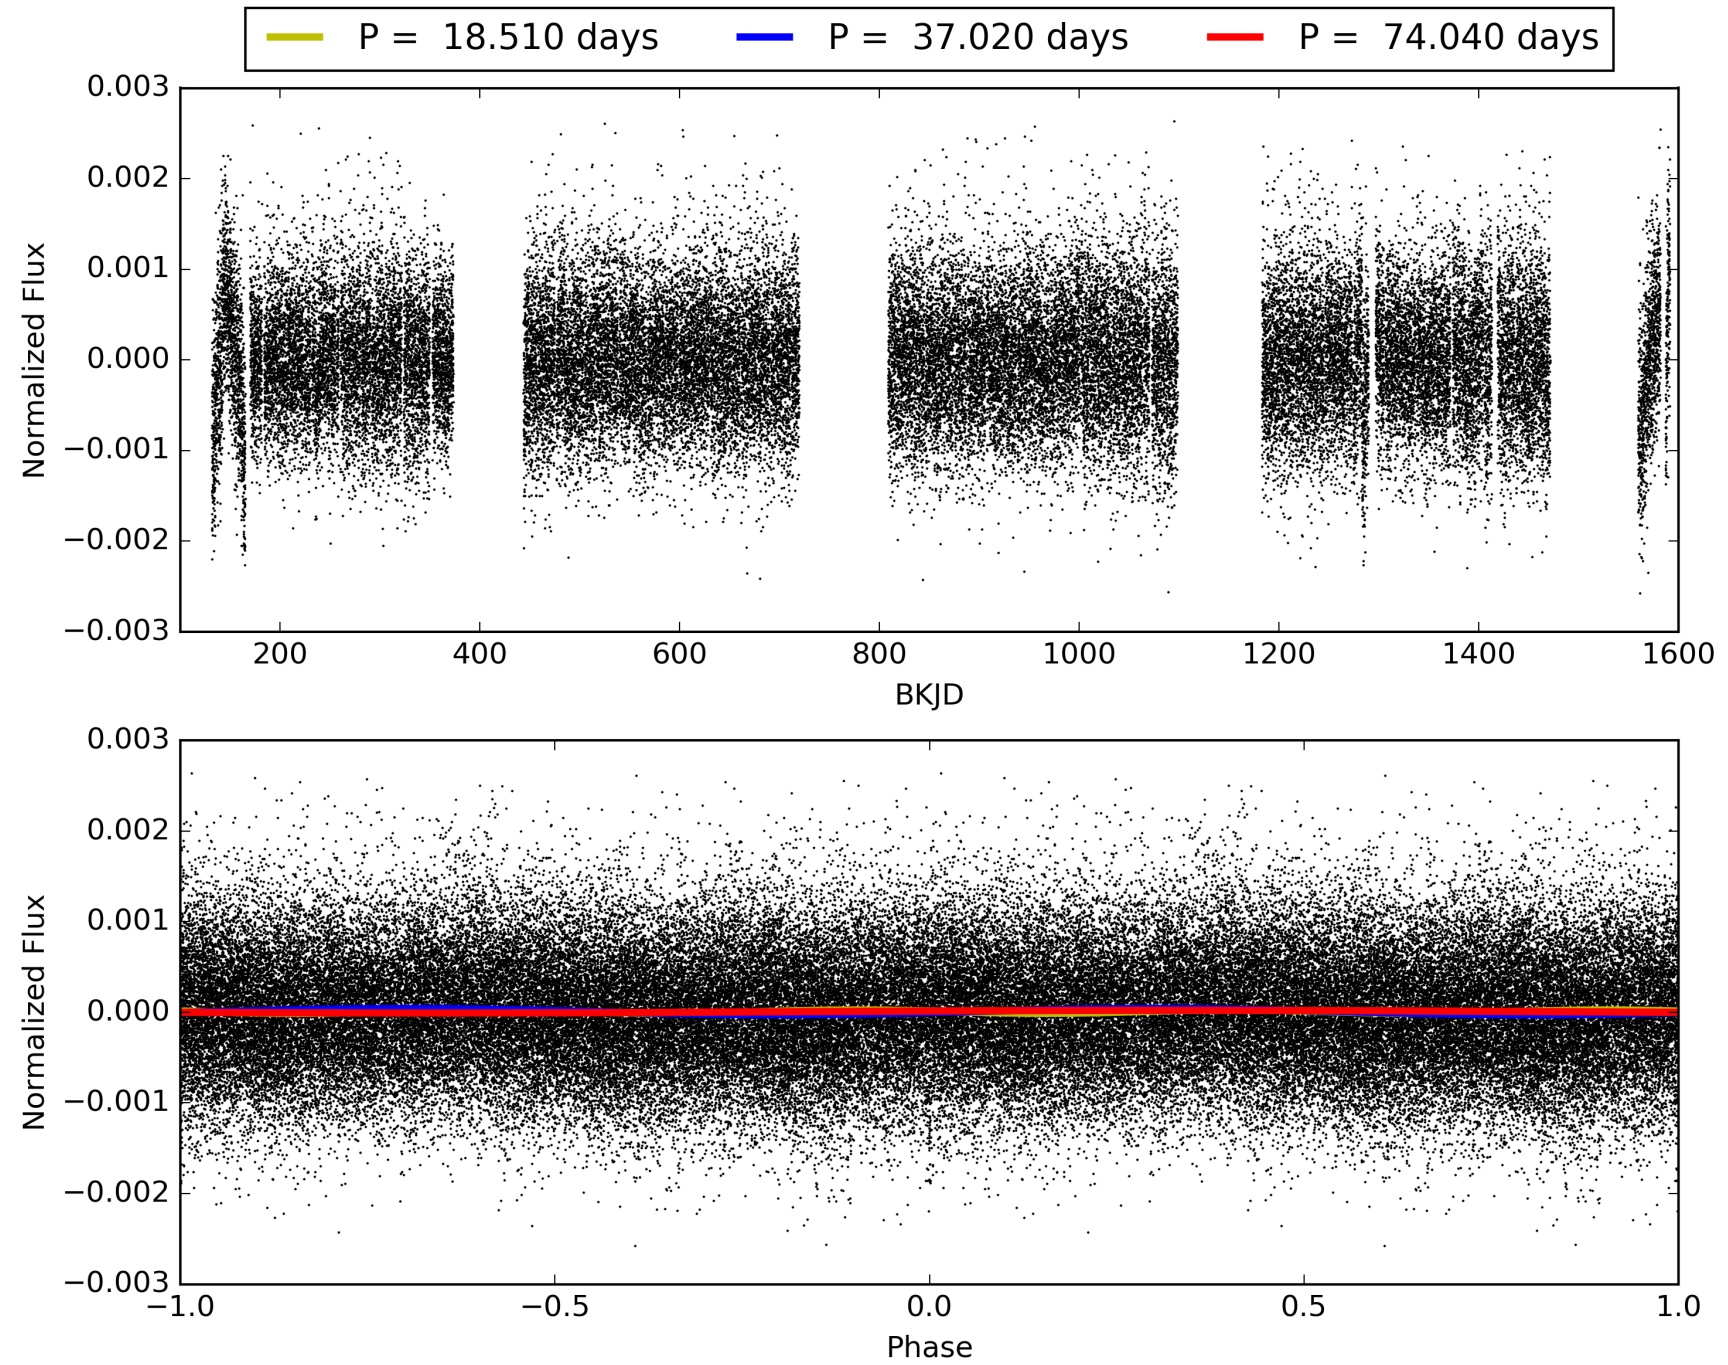 P = 18.510 days P = 37.020 days P = 74.040 days
0.003
0.002
0.001
0.000
−0.001
−0.002
−0.003
Normalized Flux
200 400 600 800 1000 1200 1400 1600
BKJD
0.003
0.002
0.001
0.000
−0.001
−0.002
−0.003
Normalized Flux
−1.0 −0.5 0.0 0.5 1.0
Phase